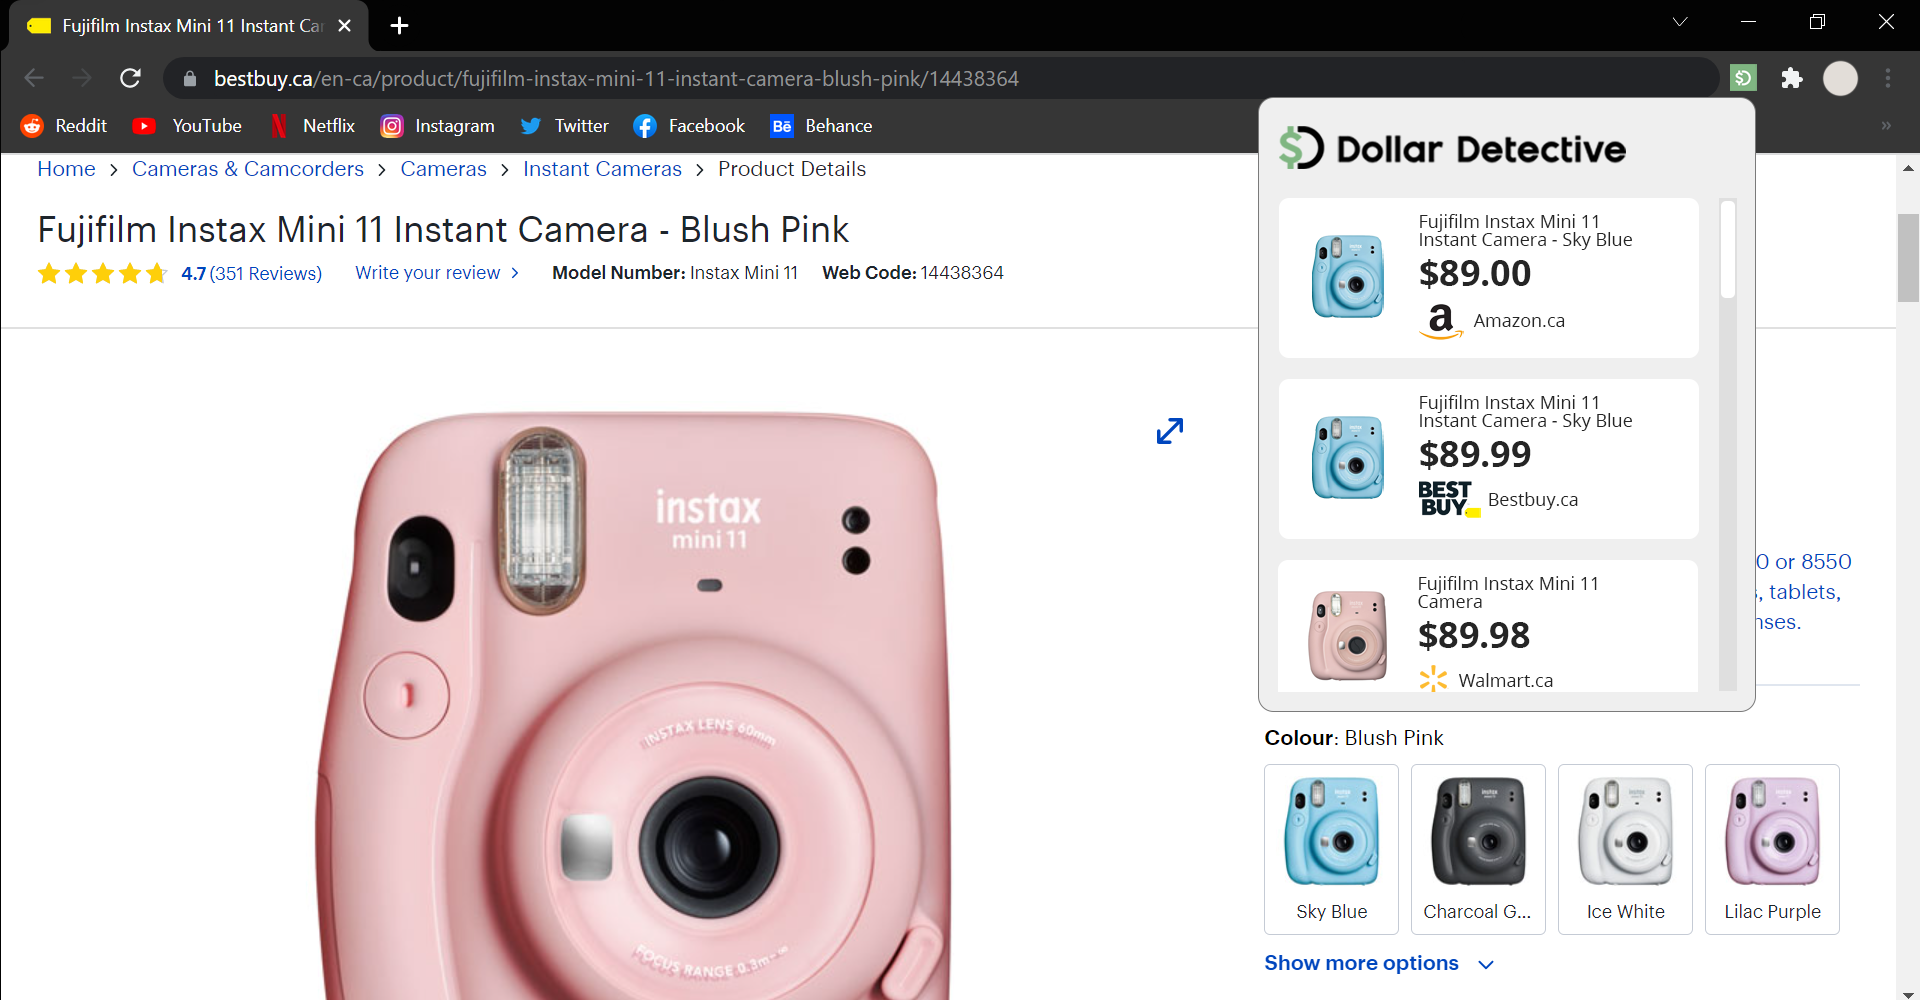 Fujifilm Instax Mini 11 Instant Ca
bestbuy.ca/en-ca/product/fujifilm-instax-mini-11-instant-camera-blush-pink/14438364
Reddit YouTube Netflix Instagram Twitter Facebook Behance
Home > Cameras & Camcorders > Cameras > Instant Cameras > Product Details
Fujifilm Instax Mini 11 Instant Camera - Blush Pink
4.7 (351 Reviews) Write your review > Model Number: Instax Mini 11 Web Code: 14438364
instax
mini 11
INSTAX LENS 60mm
FOCUS RANGE 0.3m~∞
Dollar Detective
Fujifilm Instax Mini 11
Instant Camera - Sky Blue
$89.00
a Amazon.ca
Fujifilm Instax Mini 11
Instant Camera - Sky Blue
$89.99
BEST
BUY Bestbuy.ca
Fujifilm Instax Mini 11
Camera
$89.98
Walmart.ca
0 or 8550
, tablets,
nses.
Colour: Blush Pink
Sky Blue Charcoal G... Ice White Lilac Purple
Show more options